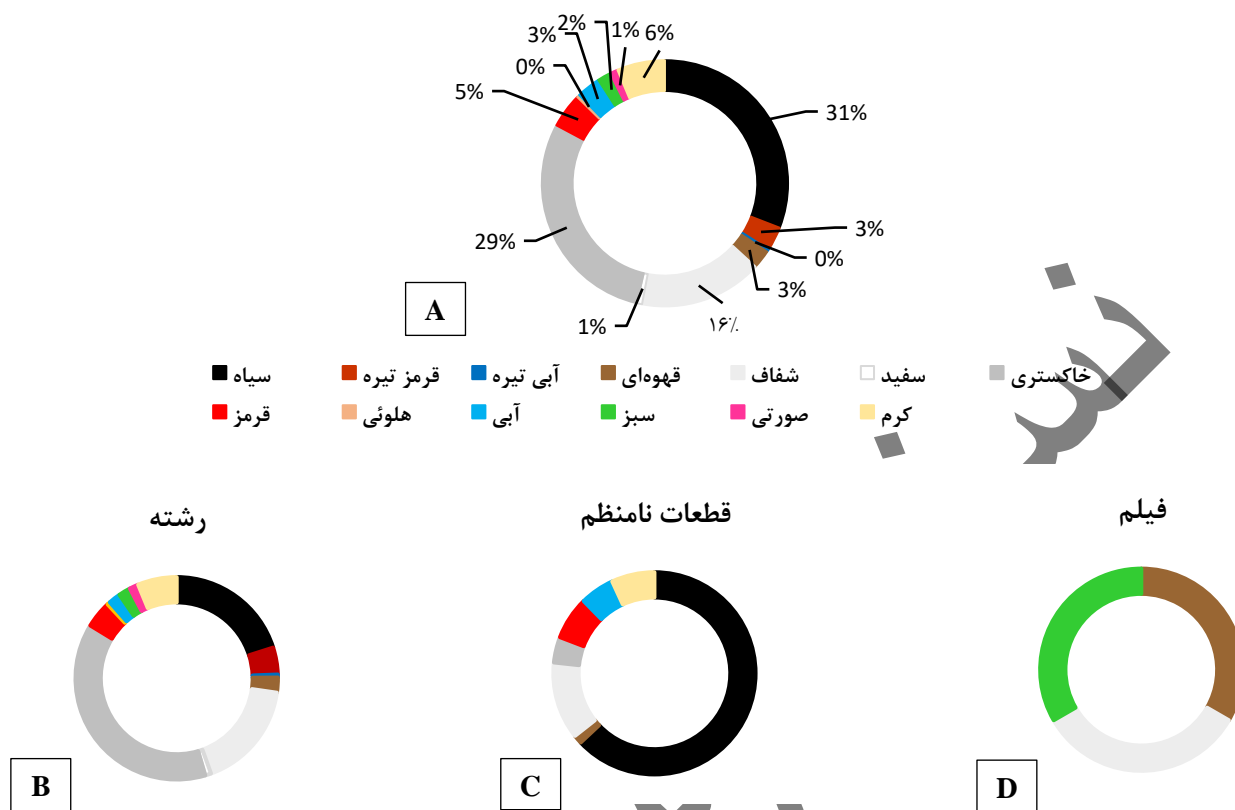 2% 1% 6%
3%
0%
5%
31%
29%
3%
0%
3%
1%
۱۶٪
A
سیاه قرمز تیره آبی تیره قهوه‌ای شفاف سفید خاکستری
قرمز هلوئی آبی سبز صورتی کرم
رشته قطعات نامنظم فیلم
B C D